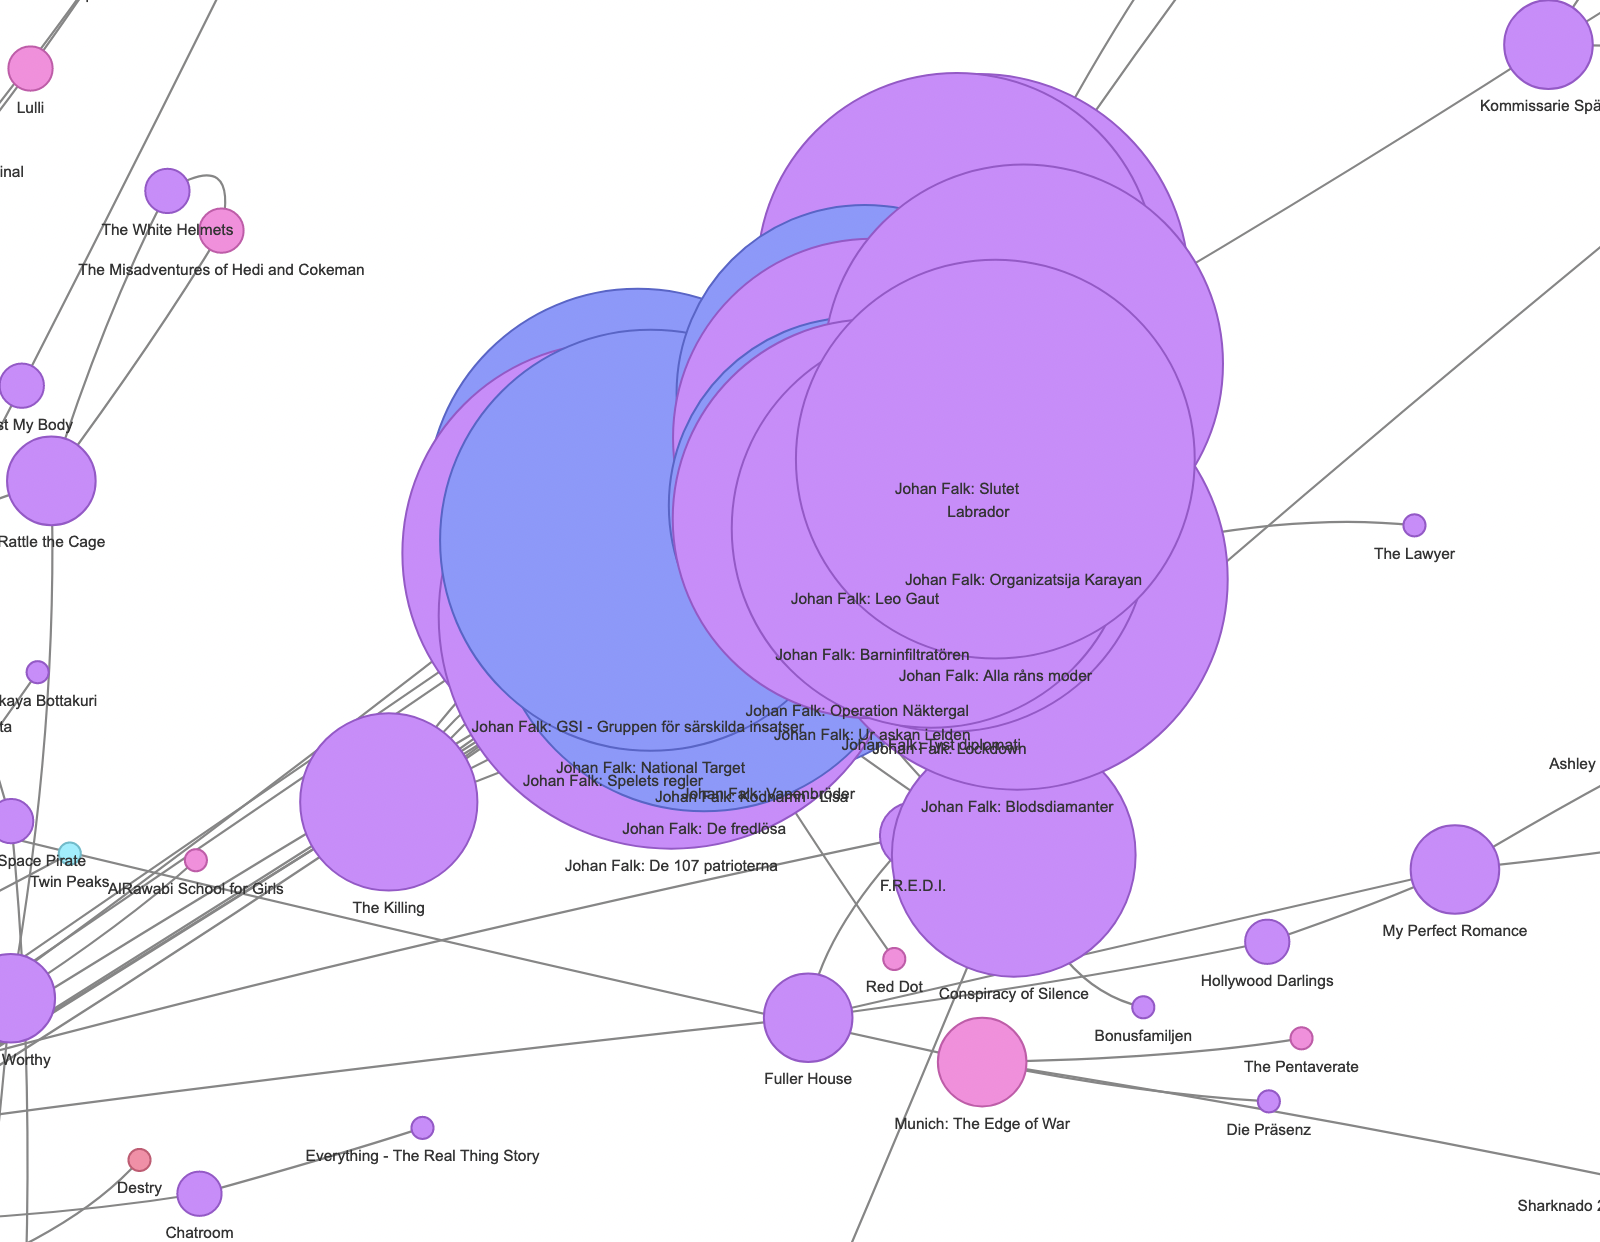 Lulli
Kommissarie Spä
inal
The White Helmets
The Misadventures of Hedi and Cokeman
st My Body
Johan Falk: Slutet
Labrador
Rattle the Cage
The Lawyer
Johan Falk: Organizatsija Karayan
Johan Falk: Leo Gaut
Johan Falk: Barninfiltratören
Johan Falk: Alla råns moder
kaya Bottakuri
Johan Falk: Operation Näktergal
ta
Johan Falk: GSI - Gruppen för särskilda insatser
Johan Falk: Ur askan i elden
Johan Falk: Tyst diplomati
Johan Falk: Lockdown
Ashley
Johan Falk: National Target
Johan Falk: Spelets regler
Johan Falk: Vapenbröder
Johan Falk: Kodnamn - Lisa
Johan Falk: Blodsdiamanter
Johan Falk: De fredlösa
Space Pirate
Johan Falk: De 107 patrioterna
Twin Peaks
AlRawabi School for Girls
F.R.E.D.I.
The Killing
My Perfect Romance
Hollywood Darlings
Red Dot
Conspiracy of Silence
Bonusfamiljen
Worthy
The Pentaverate
Fuller House
Munich: The Edge of War
Die Präsenz
Everything - The Real Thing Story
Destry
Sharknado 2
Chatroom